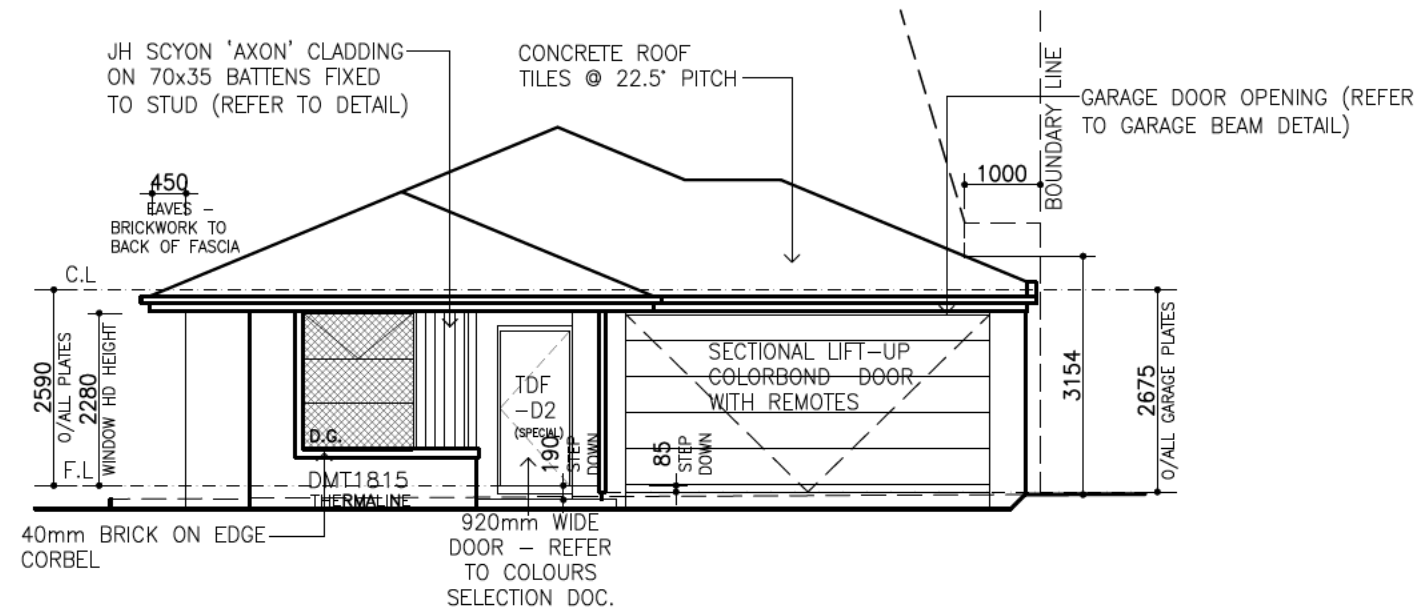 JH SCYON 'AXON' CLADDING
ON 70x35 BATTENS FIXED
TO STUD (REFER TO DETAIL)
CONCRETE ROOF
TILES @ 22.5° PITCH
BOUNDARY LINE
GARAGE DOOR OPENING (REFER
TO GARAGE BEAM DETAIL)
1000
450
EAVES –
BRICKWORK TO
BACK OF FASCIA
C.L
2590
O/ALL PLATES
2280
WINDOW HD HEIGHT
F.L
D.G.
DMT1815
THERMALINE
TDF
-D2
(SPECIAL)
190
STEP
DOWN
85
STEP
DOWN
SECTIONAL LIFT-UP
COLORBOND DOOR
WITH REMOTES
3154
2675
O/ALL GARAGE PLATES
40mm BRICK ON EDGE
CORBEL
920mm WIDE
DOOR – REFER
TO COLOURS
SELECTION DOC.